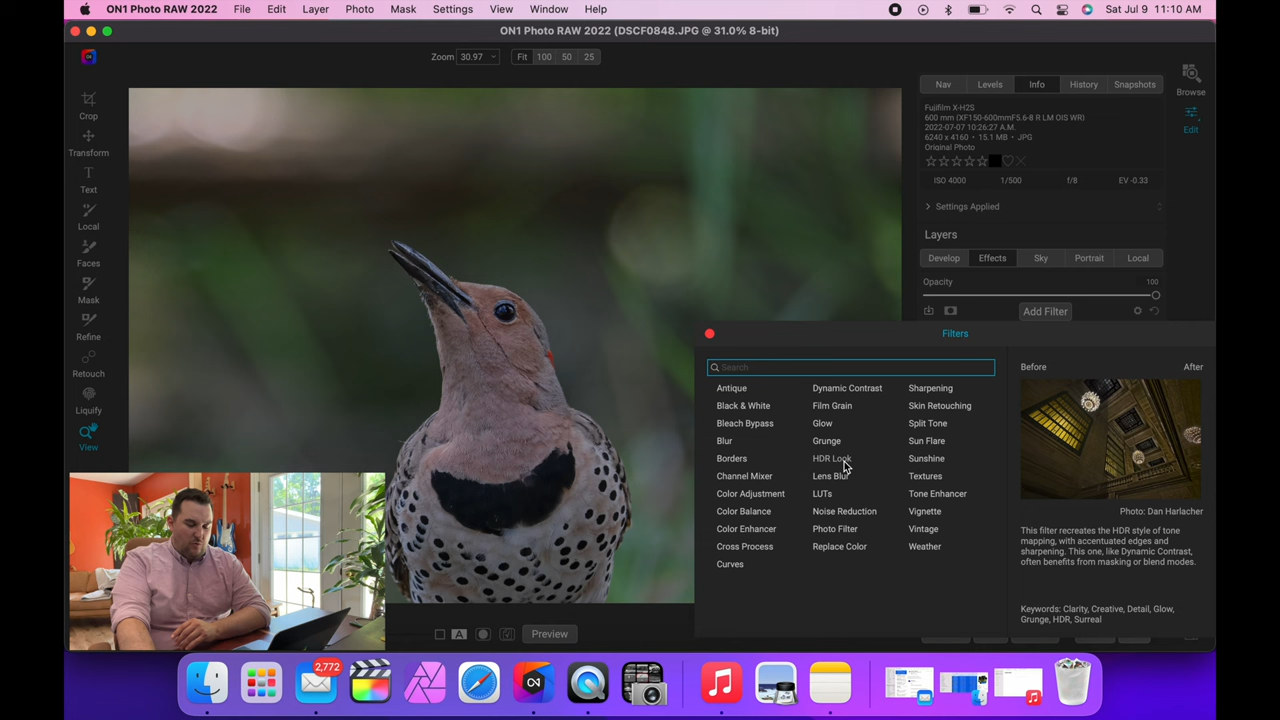 ON1 Photo RAW 2022 File Edit Layer Photo Mask Settings View Window Help Sat Jul 9 11:10 AM
ON1 Photo RAW 2022 (DSCF0848.JPG @ 31.0% 8-bit)
Zoom 30.97 Fit 100 50 25
Crop
Transform
Text
Local
Faces
Mask
Refine
Retouch
Liquify
View
Nav Levels Info History Snapshots
Browse
Edit
Fujifilm X-H2S
600 mm (XF150-600mmF5.6-8 R LM OIS WR)
2022-07-07 10:26:27 A.M.
6240 x 4160 • 15.1 MB • JPG
Original Photo
ISO 4000 1/500 f/8 EV -0.33
Settings Applied
Layers
Develop Effects Sky Portrait Local
Opacity 100
Add Filter
Filters
Search
Antique Dynamic Contrast Sharpening
Black & White Film Grain Skin Retouching
Bleach Bypass Glow Split Tone
Blur Grunge Sun Flare
Borders HDR Look Sunshine
Channel Mixer Lens Blur Textures
Color Adjustment LUTs Tone Enhancer
Color Balance Noise Reduction Vignette
Color Enhancer Photo Filter Vintage
Cross Process Replace Color Weather
Curves
Before After
Photo: Dan Harlacher
This filter recreates the HDR style of tone
mapping, with accentuated edges and
sharpening. This one, like Dynamic Contrast,
often benefits from masking or blend modes.
Keywords: Clarity, Creative, Detail, Glow,
Grunge, HDR, Surreal
A Preview
2,772